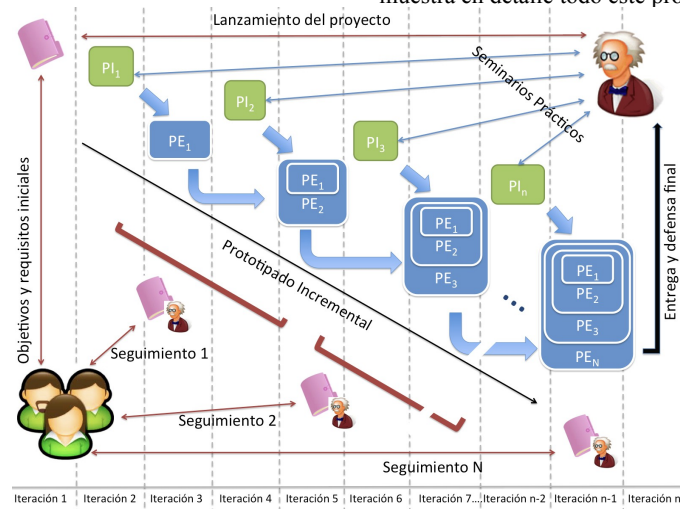 muestra en detalle todo este pro
Lanzamiento del proyecto
PI1
PI2
PI3
PIn
Seminarios Prácticos
PE1
PE1
PE2
PE1
PE2
PE3
...
PE1
PE2
PE3
PEN
Objetivos y requisitos iniciales
Prototipado Incremental
Entrega y defensa final
Seguimiento 1
Seguimiento 2
Seguimiento N
Iteración 1 Iteración 2 Iteración 3 Iteración 4 Iteración 5 Iteración 6 Iteración 7... Iteración n-2 Iteración n-1 Iteración n